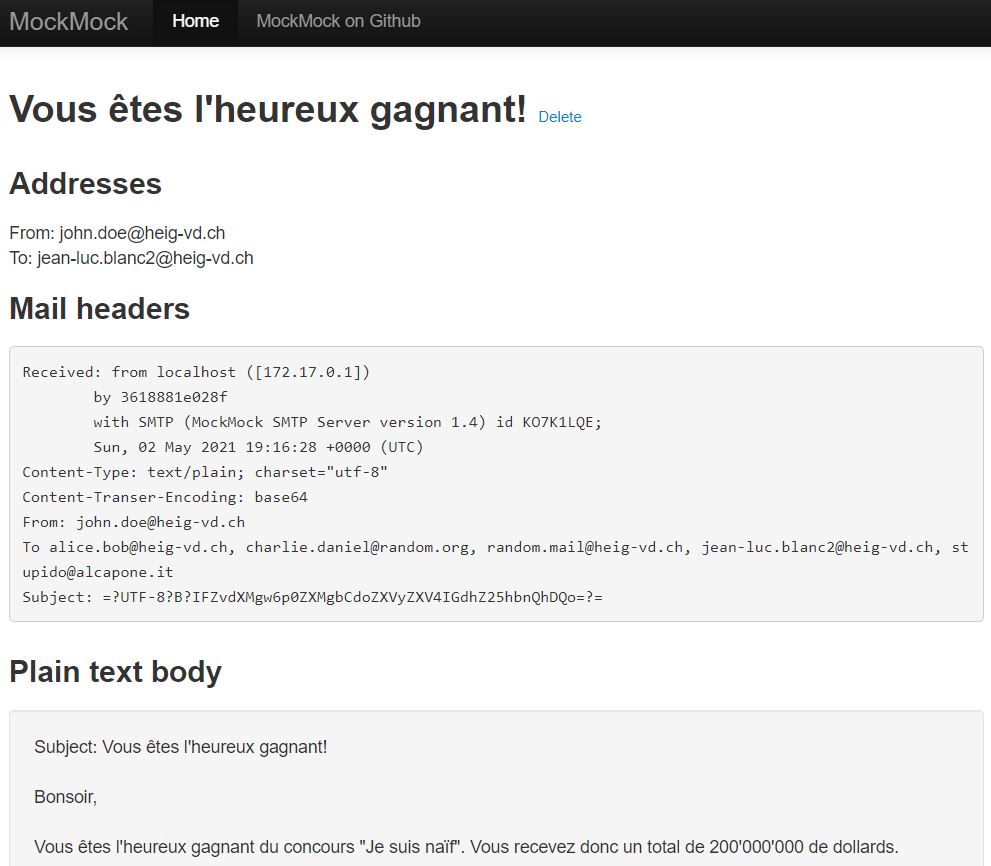 MockMock Home MockMock on Github
Vous êtes l'heureux gagnant! Delete
Addresses
From: john.doe@heig-vd.ch
To: jean-luc.blanc2@heig-vd.ch
Mail headers
Received: from localhost ([172.17.0.1])
by 3618881e028f
with SMTP (MockMock SMTP Server version 1.4) id KO7K1LQE;
Sun, 02 May 2021 19:16:28 +0000 (UTC)
Content-Type: text/plain; charset="utf-8"
Content-Transer-Encoding: base64
From: john.doe@heig-vd.ch
To alice.bob@heig-vd.ch, charlie.daniel@random.org, random.mail@heig-vd.ch, jean-luc.blanc2@heig-vd.ch, st
upido@alcapone.it
Subject: =?UTF-8?B?IFZvdXMgw6p0ZXMgbCdoZXVyZXV4IGdhZ25hbnQhDQo=?=
Plain text body
Subject: Vous êtes l'heureux gagnant!
Bonsoir,
Vous êtes l'heureux gagnant du concours "Je suis naïf". Vous recevez donc un total de 200'000'000 de dollards.